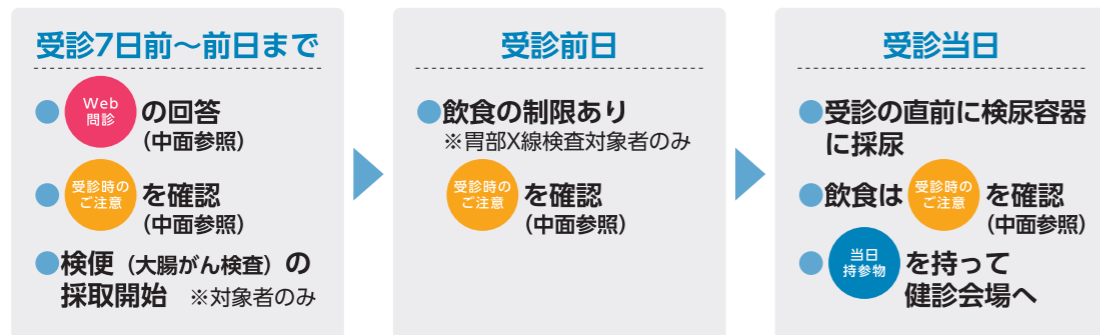 受診7日前〜前日まで
●Web問診の回答
(中面参照)
●受診時のご注意を確認
(中面参照)
●検便(大腸がん検査)の
採取開始 ※対象者のみ
受診前日
●飲食の制限あり
※胃部X線検査対象者のみ
受診時のご注意を確認
(中面参照)
受診当日
●受診の直前に検尿容器
に採尿
●飲食は受診時のご注意を確認
(中面参照)
●当日持参物を持って
健診会場へ